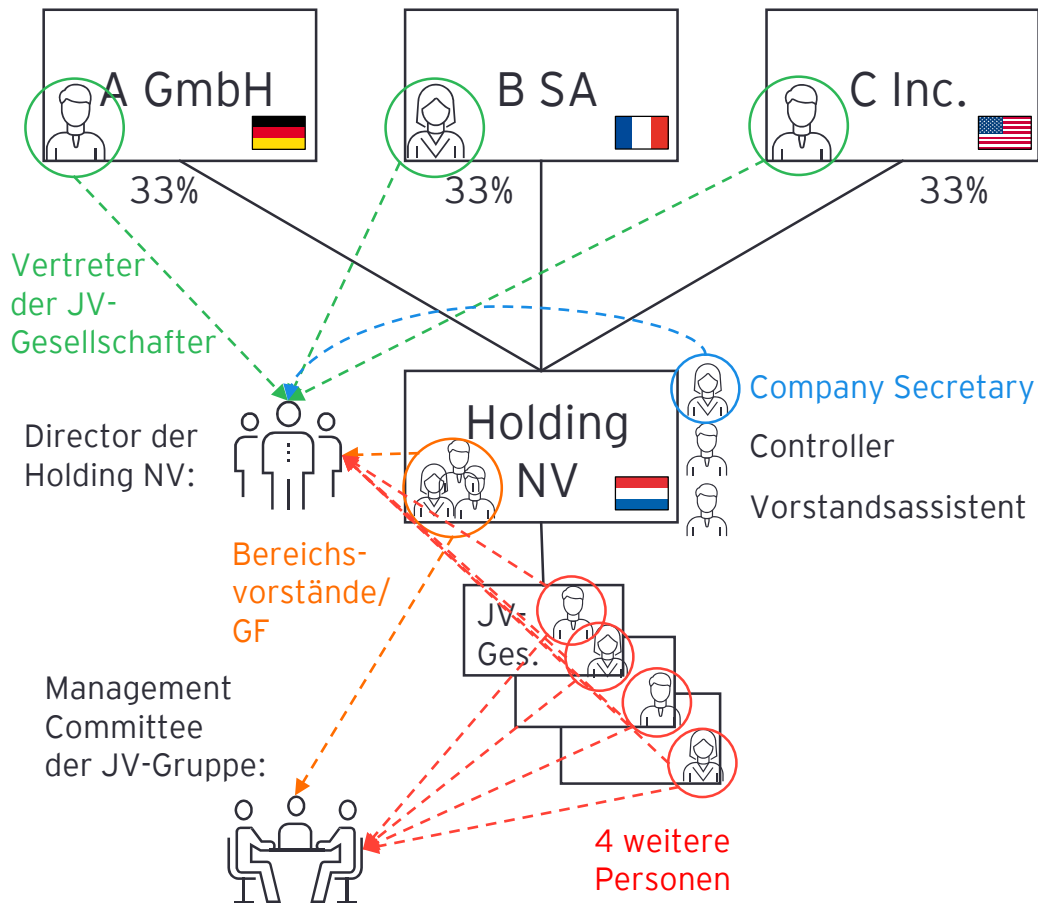 A GmbH
B SA
C Inc.
33%
33%
33%
Vertreter
der JV-
Gesellschafter
Holding
NV
Company Secretary
Controller
Vorstandsassistent
Director der
Holding NV:
Bereichs-
vorstände/
GF
JV-
Ges.
Management
Committee
der JV-Gruppe:
4 weitere
Personen